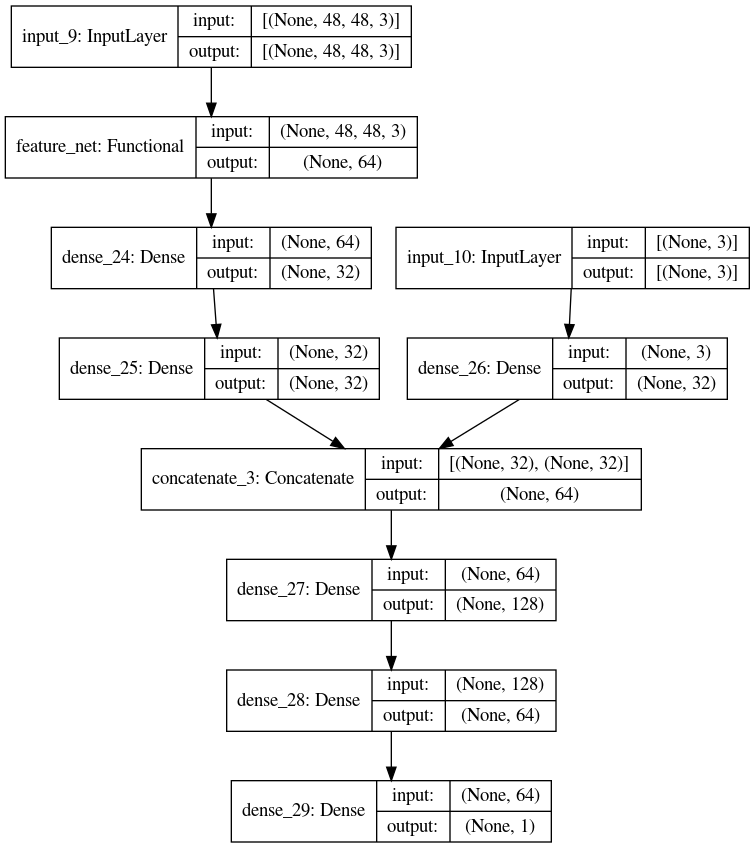 input_9: InputLayer
input: [(None, 48, 48, 3)]
output: [(None, 48, 48, 3)]
feature_net: Functional
input: (None, 48, 48, 3)
output: (None, 64)
dense_24: Dense
input: (None, 64)
output: (None, 32)
input_10: InputLayer
input: [(None, 3)]
output: [(None, 3)]
dense_25: Dense
input: (None, 32)
output: (None, 32)
dense_26: Dense
input: (None, 3)
output: (None, 32)
concatenate_3: Concatenate
input: [(None, 32), (None, 32)]
output: (None, 64)
dense_27: Dense
input: (None, 64)
output: (None, 128)
dense_28: Dense
input: (None, 128)
output: (None, 64)
dense_29: Dense
input: (None, 64)
output: (None, 1)